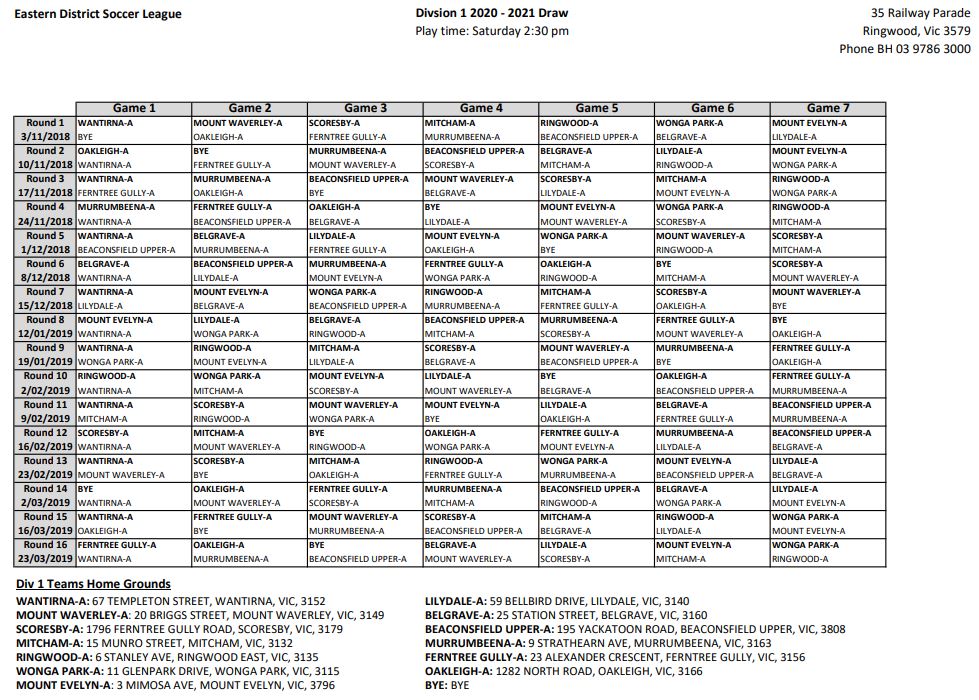 Eastern District Soccer League
Divsion 1 2020 - 2021 Draw
Play time: Saturday 2:30 pm
35 Railway Parade
Ringwood, Vic 3579
Phone BH 03 9786 3000
Game 1 Game 2 Game 3 Game 4 Game 5 Game 6 Game 7
Round 1 WANTIRNA-A MOUNT WAVERLEY-A SCORESBY-A MITCHAM-A RINGWOOD-A WONGA PARK-A MOUNT EVELYN-A
3/11/2018 BYE OAKLEIGH-A FERNTREE GULLY-A MURRUMBEENA-A BEACONSFIELD UPPER-A BELGRAVE-A LILYDALE-A
Round 2 OAKLEIGH-A BYE MURRUMBEENA-A BEACONSFIELD UPPER-A BELGRAVE-A LILYDALE-A MOUNT EVELYN-A
10/11/2018 WANTIRNA-A FERNTREE GULLY-A MOUNT WAVERLEY-A SCORESBY-A MITCHAM-A RINGWOOD-A WONGA PARK-A
Round 3 WANTIRNA-A MURRUMBEENA-A BEACONSFIELD UPPER-A MOUNT WAVERLEY-A SCORESBY-A MITCHAM-A RINGWOOD-A
17/11/2018 FERNTREE GULLY-A OAKLEIGH-A BYE BELGRAVE-A LILYDALE-A MOUNT EVELYN-A WONGA PARK-A
Round 4 MURRUMBEENA-A FERNTREE GULLY-A OAKLEIGH-A BYE MOUNT EVELYN-A WONGA PARK-A RINGWOOD-A
24/11/2018 WANTIRNA-A BEACONSFIELD UPPER-A BELGRAVE-A LILYDALE-A MOUNT WAVERLEY-A SCORESBY-A MITCHAM-A
Round 5 WANTIRNA-A BELGRAVE-A LILYDALE-A MOUNT EVELYN-A WONGA PARK-A MOUNT WAVERLEY-A SCORESBY-A
1/12/2018 BEACONSFIELD UPPER-A MURRUMBEENA-A FERNTREE GULLY-A OAKLEIGH-A BYE RINGWOOD-A MITCHAM-A
Round 6 BELGRAVE-A BEACONSFIELD UPPER-A MURRUMBEENA-A FERNTREE GULLY-A OAKLEIGH-A BYE SCORESBY-A
8/12/2018 WANTIRNA-A LILYDALE-A MOUNT EVELYN-A WONGA PARK-A RINGWOOD-A MITCHAM-A MOUNT WAVERLEY-A
Round 7 WANTIRNA-A MOUNT EVELYN-A WONGA PARK-A RINGWOOD-A MITCHAM-A SCORESBY-A MOUNT WAVERLEY-A
15/12/2018 LILYDALE-A BELGRAVE-A BEACONSFIELD UPPER-A MURRUMBEENA-A FERNTREE GULLY-A OAKLEIGH-A BYE
Round 8 MOUNT EVELYN-A LILYDALE-A BELGRAVE-A BEACONSFIELD UPPER-A MURRUMBEENA-A FERNTREE GULLY-A BYE
12/01/2019 WANTIRNA-A WONGA PARK-A RINGWOOD-A MITCHAM-A SCORESBY-A MOUNT WAVERLEY-A OAKLEIGH-A
Round 9 WANTIRNA-A RINGWOOD-A MITCHAM-A SCORESBY-A MOUNT WAVERLEY-A MURRUMBEENA-A FERNTREE GULLY-A
19/01/2019 WONGA PARK-A MOUNT EVELYN-A LILYDALE-A BELGRAVE-A BEACONSFIELD UPPER-A BYE OAKLEIGH-A
Round 10 RINGWOOD-A WONGA PARK-A MOUNT EVELYN-A LILYDALE-A BYE OAKLEIGH-A FERNTREE GULLY-A
2/02/2019 WANTIRNA-A MITCHAM-A SCORESBY-A MOUNT WAVERLEY-A BELGRAVE-A BEACONSFIELD UPPER-A MURRUMBEENA-A
Round 11 WANTIRNA-A SCORESBY-A MOUNT WAVERLEY-A MOUNT EVELYN-A LILYDALE-A BELGRAVE-A BEACONSFIELD UPPER-A
9/02/2019 MITCHAM-A RINGWOOD-A WONGA PARK-A BYE OAKLEIGH-A FERNTREE GULLY-A MURRUMBEENA-A
Round 12 SCORESBY-A MITCHAM-A BYE OAKLEIGH-A FERNTREE GULLY-A MURRUMBEENA-A BEACONSFIELD UPPER-A
16/02/2019 WANTIRNA-A MOUNT WAVERLEY-A RINGWOOD-A WONGA PARK-A MOUNT EVELYN-A LILYDALE-A BELGRAVE-A
Round 13 WANTIRNA-A SCORESBY-A MITCHAM-A RINGWOOD-A WONGA PARK-A MOUNT EVELYN-A LILYDALE-A
23/02/2019 MOUNT WAVERLEY-A BYE OAKLEIGH-A FERNTREE GULLY-A MURRUMBEENA-A BEACONSFIELD UPPER-A BELGRAVE-A
Round 14 BYE OAKLEIGH-A FERNTREE GULLY-A MURRUMBEENA-A BEACONSFIELD UPPER-A BELGRAVE-A LILYDALE-A
2/03/2019 WANTIRNA-A MOUNT WAVERLEY-A SCORESBY-A MITCHAM-A RINGWOOD-A WONGA PARK-A MOUNT EVELYN-A
Round 15 WANTIRNA-A FERNTREE GULLY-A MOUNT WAVERLEY-A SCORESBY-A MITCHAM-A RINGWOOD-A WONGA PARK-A
16/03/2019 OAKLEIGH-A BYE MURRUMBEENA-A BEACONSFIELD UPPER-A BELGRAVE-A LILYDALE-A MOUNT EVELYN-A
Round 16 FERNTREE GULLY-A OAKLEIGH-A BYE BELGRAVE-A LILYDALE-A MOUNT EVELYN-A WONGA PARK-A
23/03/2019 WANTIRNA-A MURRUMBEENA-A BEACONSFIELD UPPER-A MOUNT WAVERLEY-A SCORESBY-A MITCHAM-A RINGWOOD-A
Div 1 Teams Home Grounds
WANTIRNA-A: 67 TEMPLETON STREET, WANTIRNA, VIC, 3152
MOUNT WAVERLEY-A: 20 BRIGGS STREET, MOUNT WAVERLEY, VIC, 3149
SCORESBY-A: 1796 FERNTREE GULLY ROAD, SCORESBY, VIC, 3179
MITCHAM-A: 15 MUNRO STREET, MITCHAM, VIC, 3132
RINGWOOD-A: 6 STANLEY AVE, RINGWOOD EAST, VIC, 3135
WONGA PARK-A: 11 GLENPARK DRIVE, WONGA PARK, VIC, 3115
MOUNT EVELYN-A: 3 MIMOSA AVE, MOUNT EVELYN, VIC, 3796
LILYDALE-A: 59 BELLBIRD DRIVE, LILYDALE, VIC, 3140
BELGRAVE-A: 25 STATION STREET, BELGRAVE, VIC, 3160
BEACONSFIELD UPPER-A: 195 YACKATOON ROAD, BEACONSFIELD UPPER, VIC, 3808
MURRUMBEENA-A: 9 STRATHEARN AVE, MURRUMBEENA, VIC, 3163
FERNTREE GULLY-A: 23 ALEXANDER CRESCENT, FERNTREE GULLY, VIC, 3156
OAKLEIGH-A: 1282 NORTH ROAD, OAKLEIGH, VIC, 3166
BYE: BYE